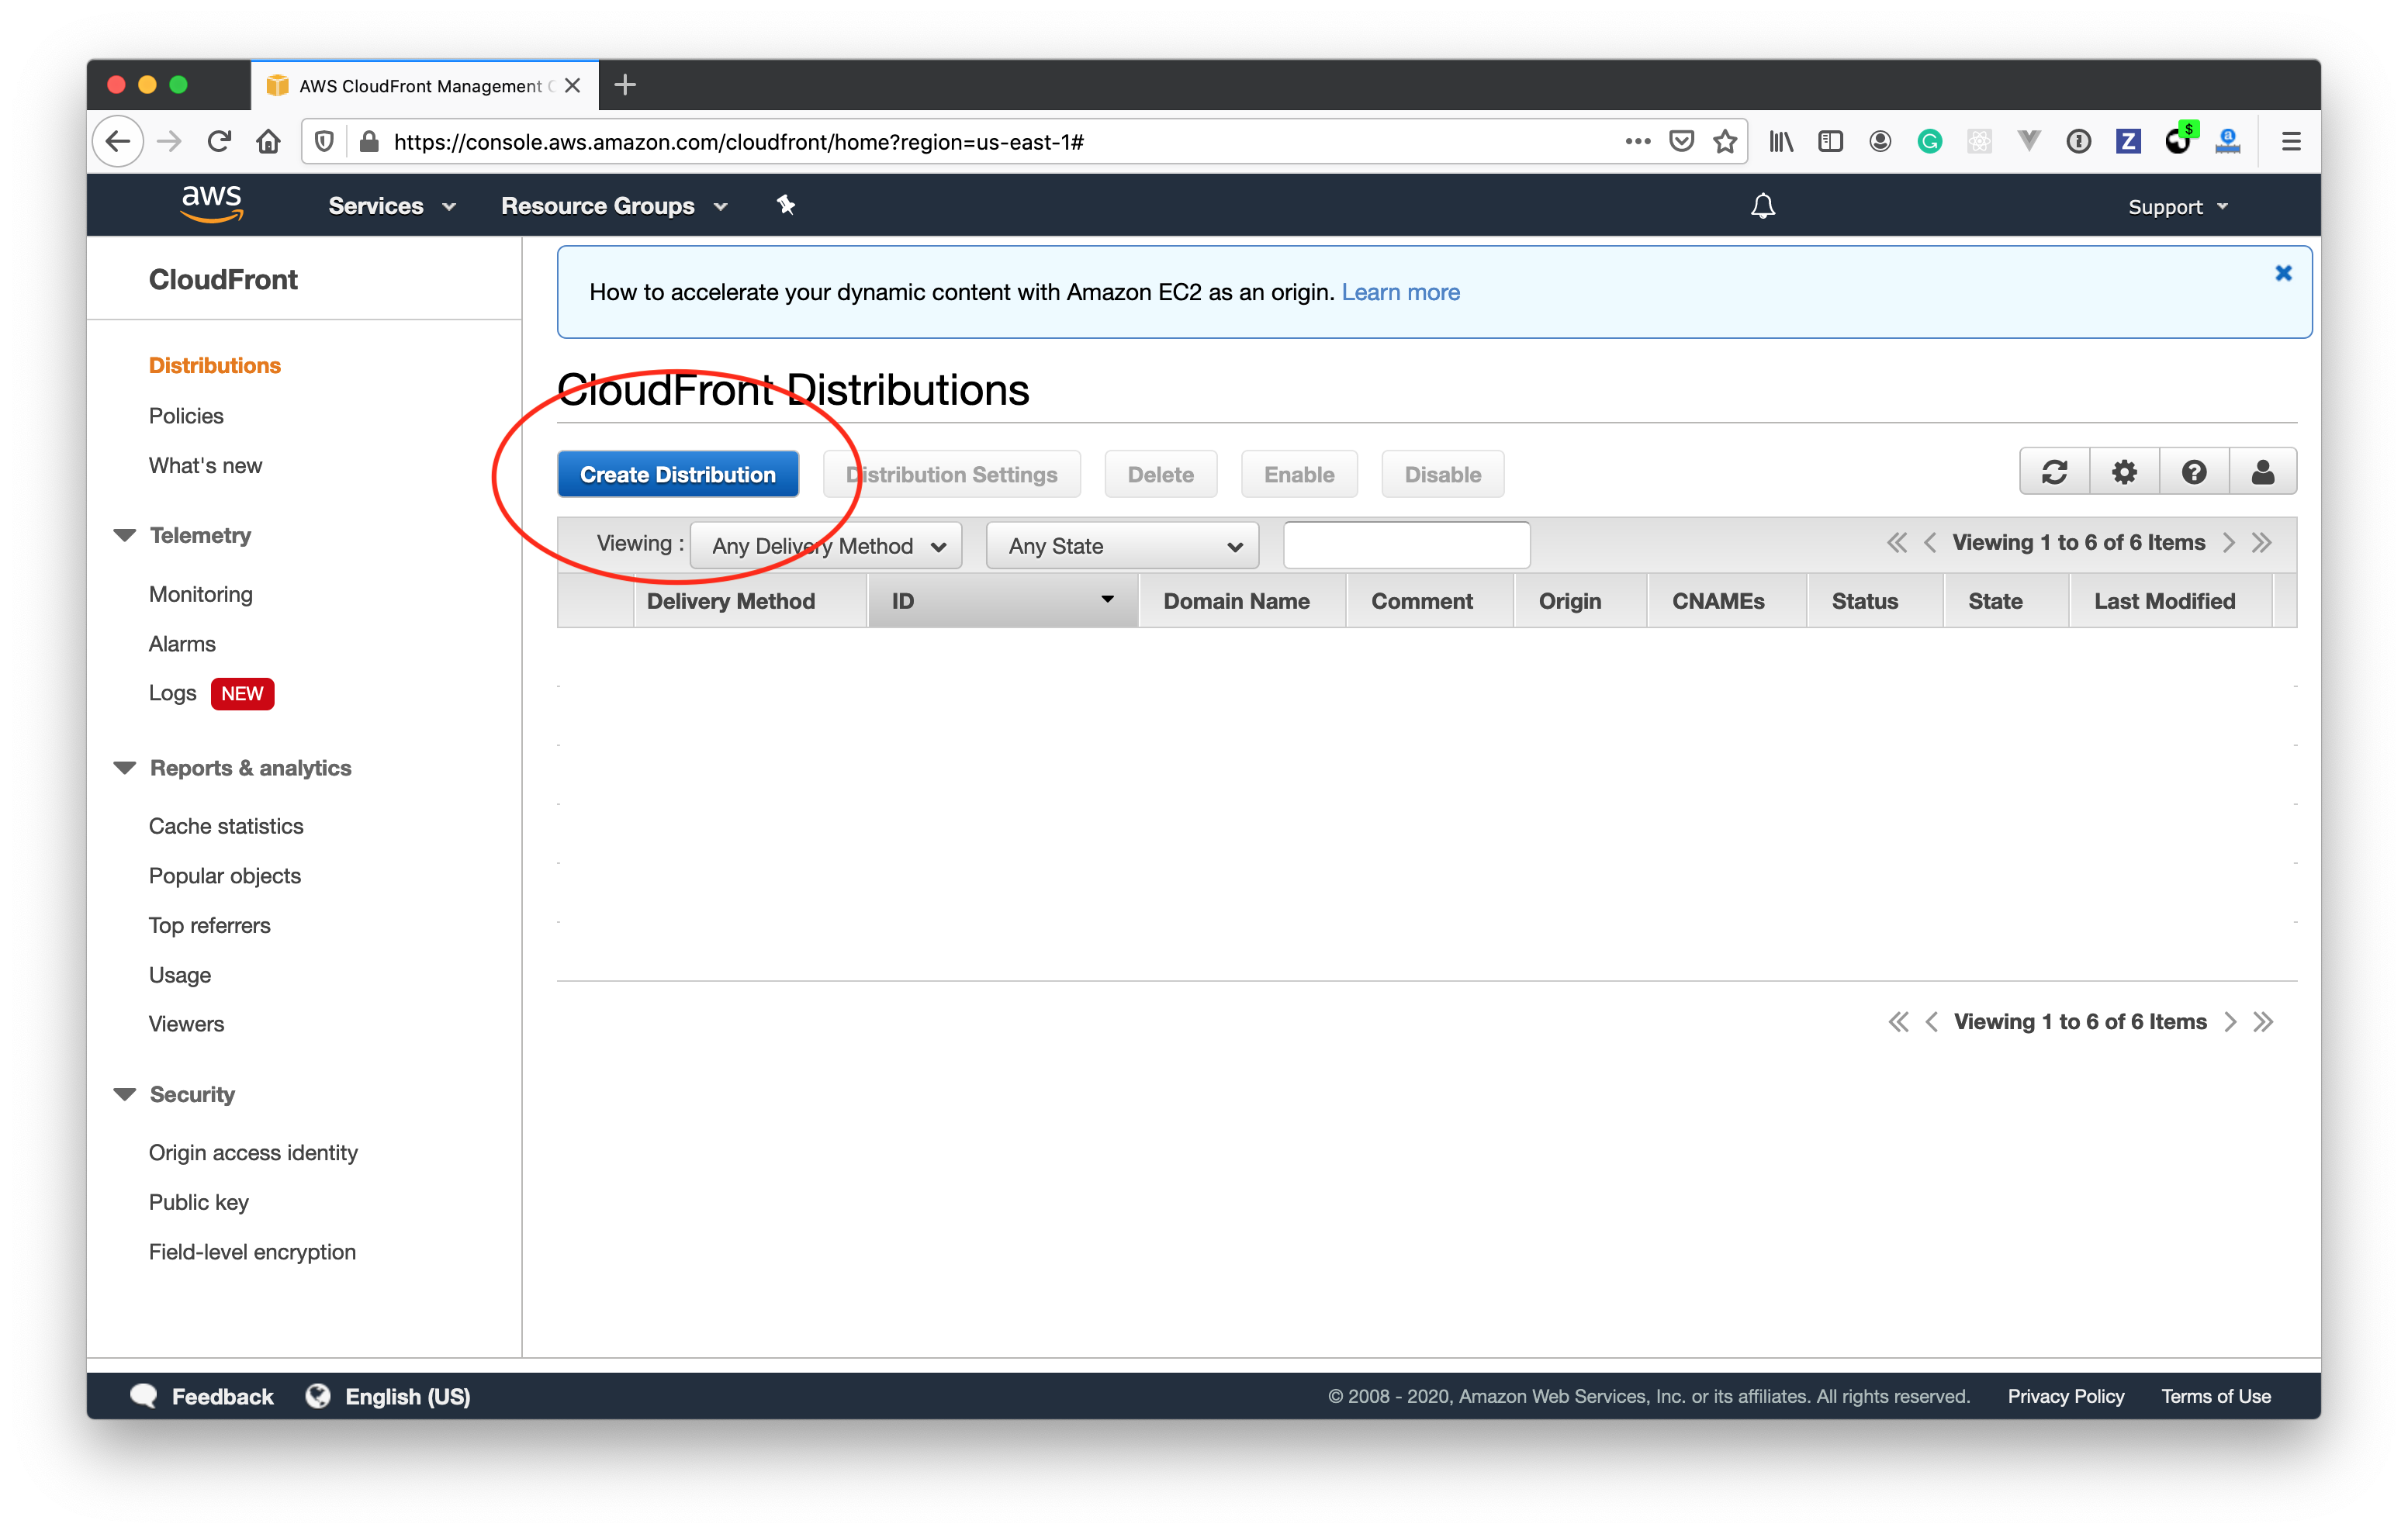 AWS CloudFront Management C
https://console.aws.amazon.com/cloudfront/home?region=us-east-1#
aws
Services
Resource Groups
Support
CloudFront
Distributions
Policies
What's new
Telemetry
Monitoring
Alarms
Logs NEW
Reports & analytics
Cache statistics
Popular objects
Top referrers
Usage
Viewers
Security
Origin access identity
Public key
Field-level encryption
How to accelerate your dynamic content with Amazon EC2 as an origin. Learn more
CloudFront Distributions
Create Distribution Distribution Settings Delete Enable Disable
Viewing : Any Delivery Method Any State Viewing 1 to 6 of 6 Items
Delivery Method ID Domain Name Comment Origin CNAMEs Status State Last Modified
Viewing 1 to 6 of 6 Items
Feedback English (US) © 2008 - 2020, Amazon Web Services, Inc. or its affiliates. All rights reserved. Privacy Policy Terms of Use